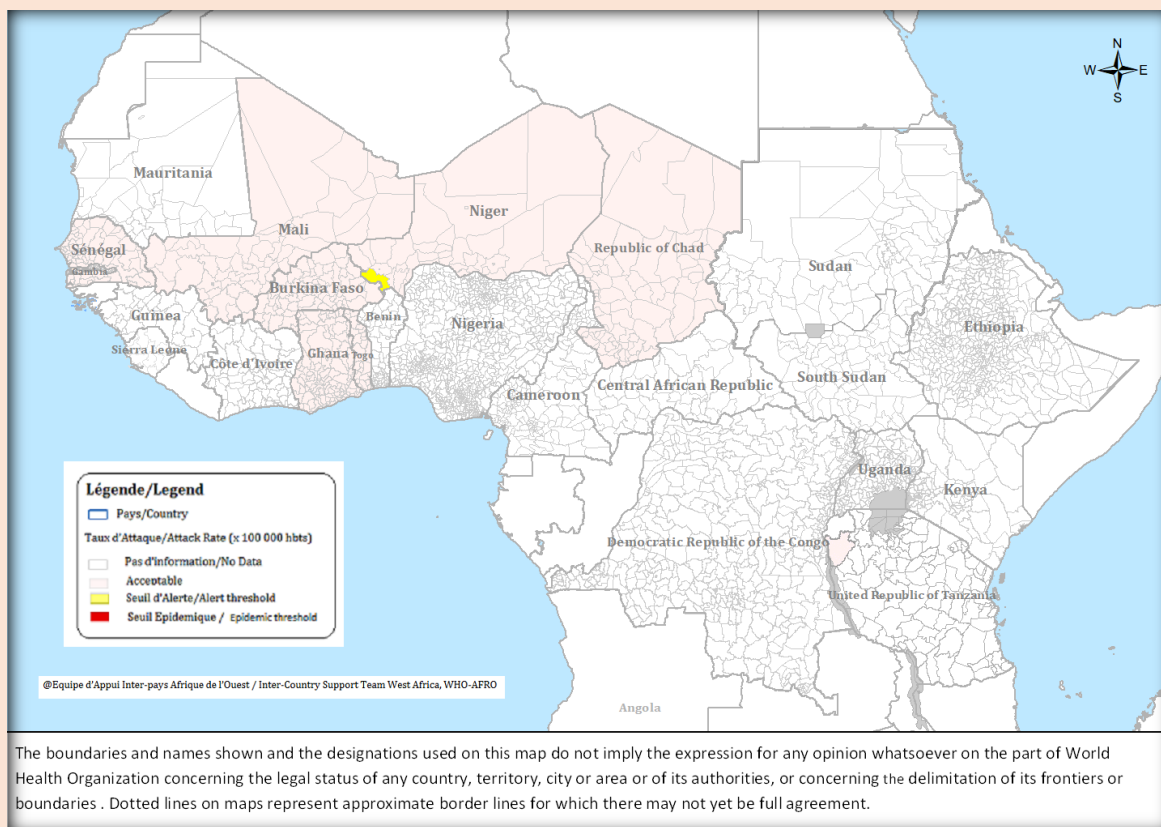 N
W E
S
Mauritania
Mali
Niger
Republic of Chad
Sudan
Sénégal
Gambia
Burkina Faso
Benin
Nigeria
Guinea
Sierra Leone
Côte d'Ivoire
Ghana
Togo
Cameroon
Central African Republic
South Sudan
Ethiopia
Uganda
Kenya
Democratic Republic of the Congo
United Republic of Tanzania
Angola
Légende/Legend
Pays/Country
Taux d'Attaque/Attack Rate (x 100 000 hbts)
Pas d'information/No Data
Acceptable
Seuil d'Alerte/Alert threshold
Seuil Epidemique / Epidemic threshold
@Equipe d'Appui Inter-pays Afrique de l'Ouest / Inter-Country Support Team West Africa, WHO-AFRO
The boundaries and names shown and the designations used on this map do not imply the expression for any opinion whatsoever on the part of World
Health Organization concerning the legal status of any country, territory, city or area or of its authorities, or concerning the delimitation of its frontiers or
boundaries . Dotted lines on maps represent approximate border lines for which there may not yet be full agreement.